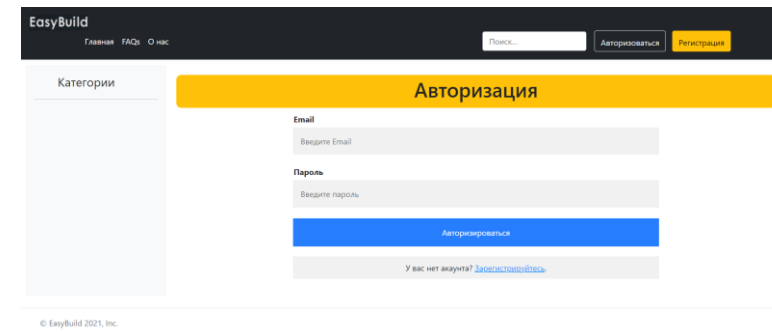 EasyBuild
Главная FAQs О нас Поиск... Авторизоваться Регистрация
Категории
Авторизация
Email
Введите Email
Пароль
Введите пароль
Авторизироваться
У вас нет акаунта? Зарегистрируйтесь.
© EasyBuild 2021, Inc.